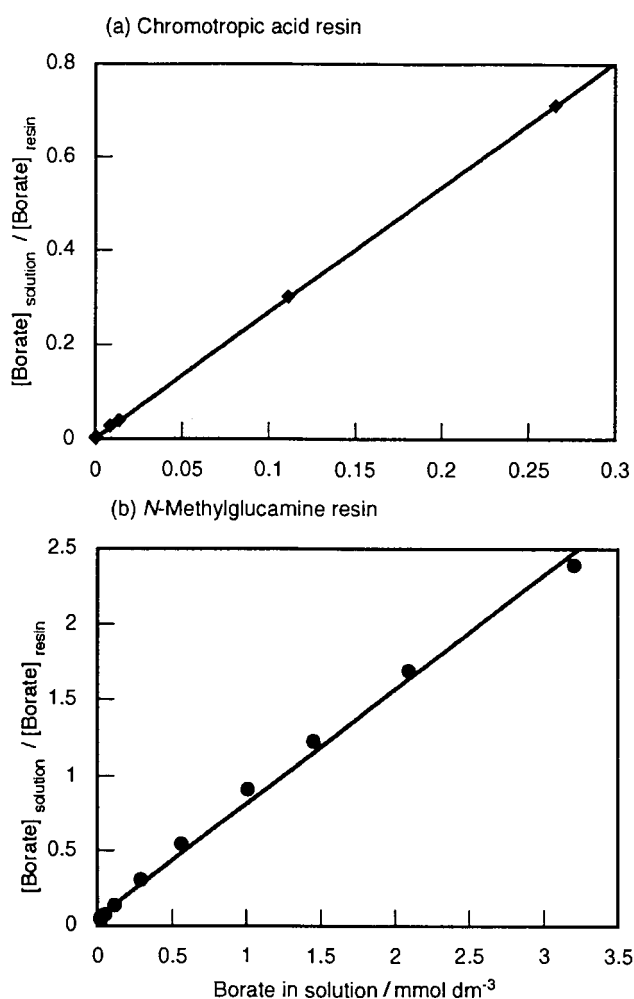 (a) Chromotropic acid resin
[Borate] solution / [Borate] resin
0.8
0.6
0.4
0.2
0
0 0.05 0.1 0.15 0.2 0.25 0.3
(b) N-Methylglucamine resin
[Borate] solution / [Borate] resin
2.5
2
1.5
1
0.5
0
0 0.5 1 1.5 2 2.5 3 3.5
Borate in solution / mmol dm-3